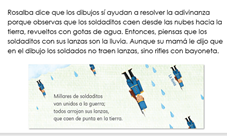 Rosalba dice que los dibujos sí ayudan a resolver la adivinanza
porque observa que los soldaditos caen desde las nubes hacia la
tierra, revueltos con gotas de agua. Entonces, piensas que los
soldaditos con sus lanzas son la lluvia. Aunque su mamá le dijo que
en el dibujo los soldados no traen lanzas, sino rifles con bayoneta.
Millares de soldaditos
van unidos a la guerra;
todos arrojan sus lanzas,
que caen de punta en la tierra.